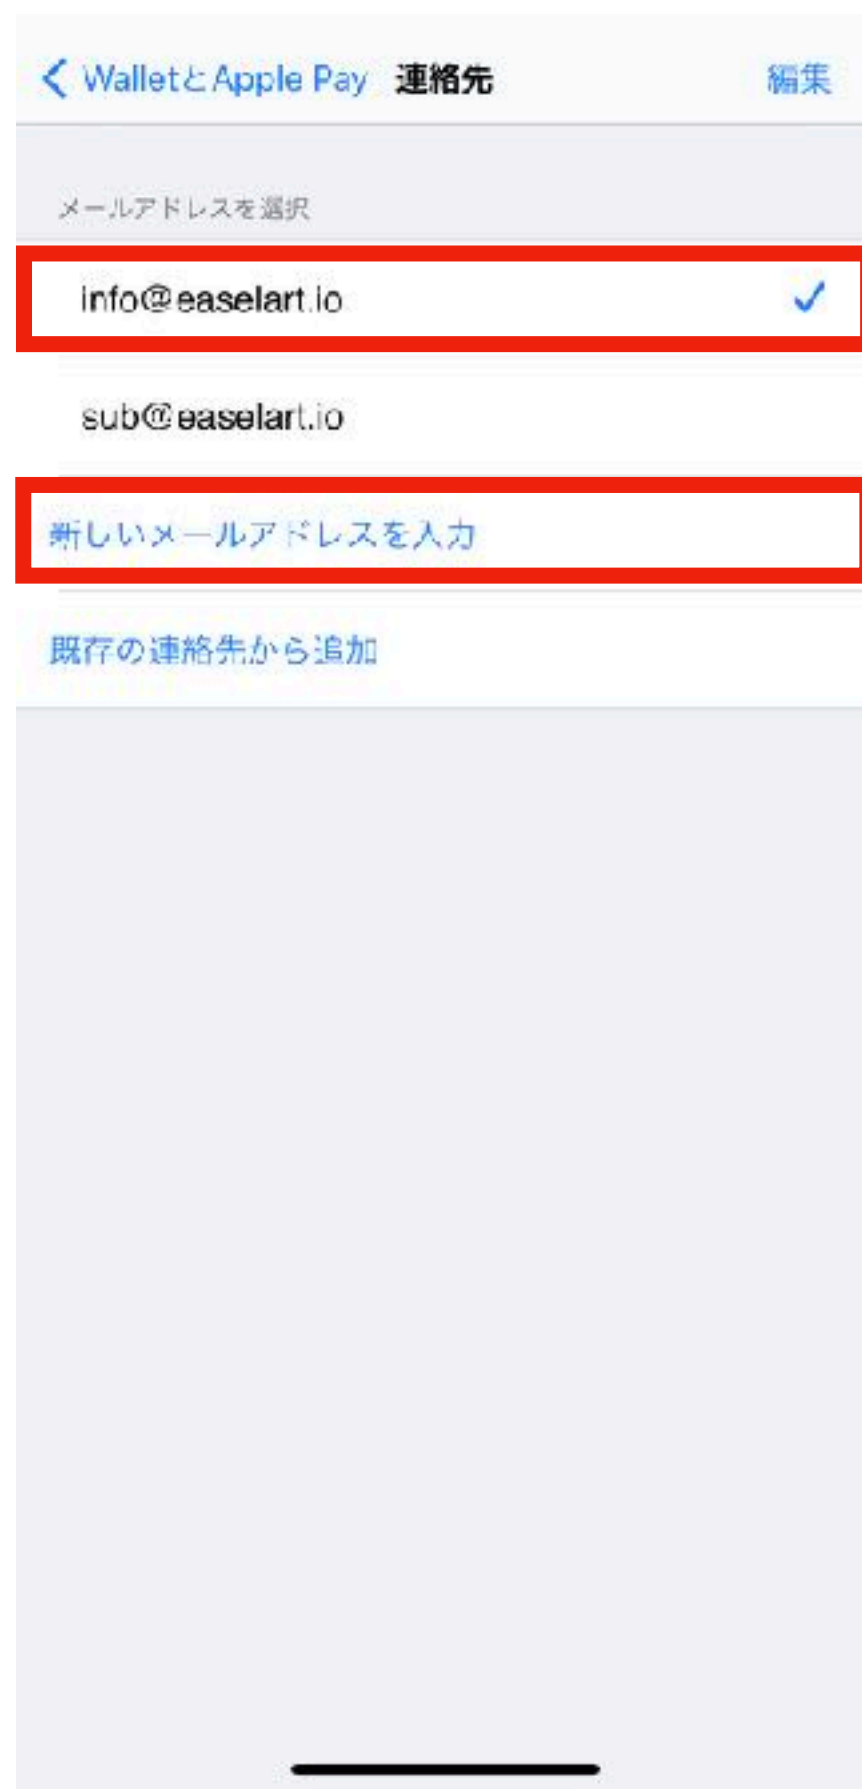 WalletとApple Pay 連絡先 編集
メールアドレスを選択
info@easelart.io
sub@easelart.io
新しいメールアドレスを入力
既存の連絡先から追加